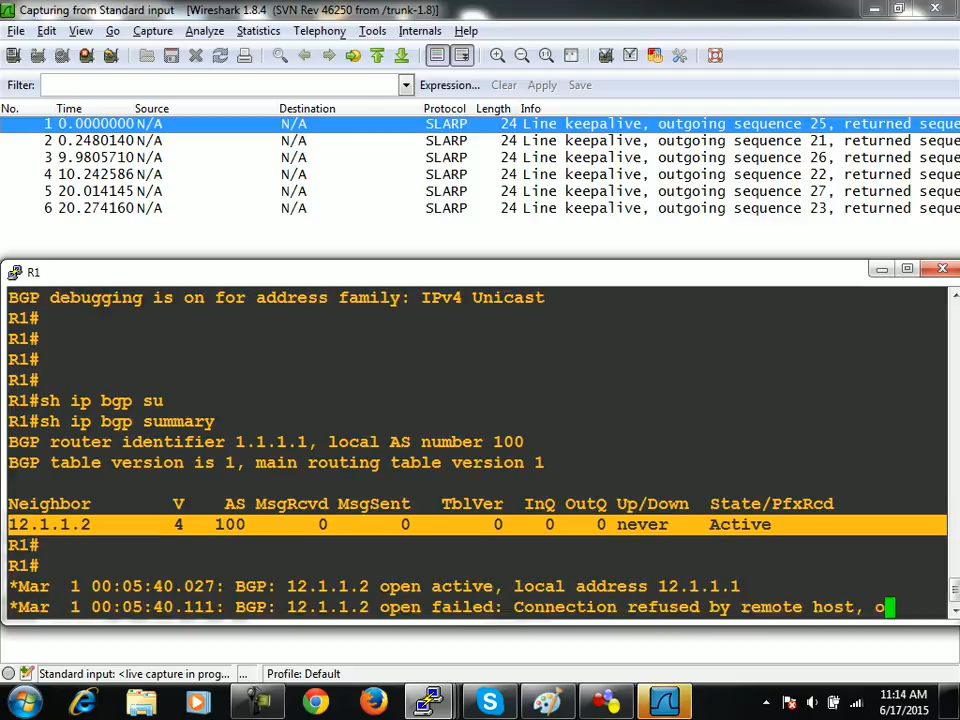 Capturing from Standard input [Wireshark 1.8.4 (SVN Rev 46250 from /trunk-1.8)]
File Edit View Go Capture Analyze Statistics Telephony Tools Internals Help
Filter: Expression... Clear Apply Save
No. Time Source Destination Protocol Length Info
1 0.0000000 N/A N/A SLARP 24 Line keepalive, outgoing sequence 25, returned seque
2 0.2480140 N/A N/A SLARP 24 Line keepalive, outgoing sequence 21, returned seque
3 9.9805710 N/A N/A SLARP 24 Line keepalive, outgoing sequence 26, returned seque
4 10.242586 N/A N/A SLARP 24 Line keepalive, outgoing sequence 22, returned seque
5 20.014145 N/A N/A SLARP 24 Line keepalive, outgoing sequence 27, returned seque
6 20.274160 N/A N/A SLARP 24 Line keepalive, outgoing sequence 23, returned seque
R1
BGP debugging is on for address family: IPv4 Unicast
R1#
R1#
R1#
R1#
R1#sh ip bgp su
R1#sh ip bgp summary
BGP router identifier 1.1.1.1, local AS number 100
BGP table version is 1, main routing table version 1
Neighbor V AS MsgRcvd MsgSent TblVer InQ OutQ Up/Down State/PfxRcd
12.1.1.2 4 100 0 0 0 0 0 never Active
R1#
R1#
*Mar 1 00:05:40.027: BGP: 12.1.1.2 open active, local address 12.1.1.1
*Mar 1 00:05:40.111: BGP: 12.1.1.2 open failed: Connection refused by remote host, o
Standard input: <live capture in prog... ... Profile: Default
11:14 AM
6/17/2015